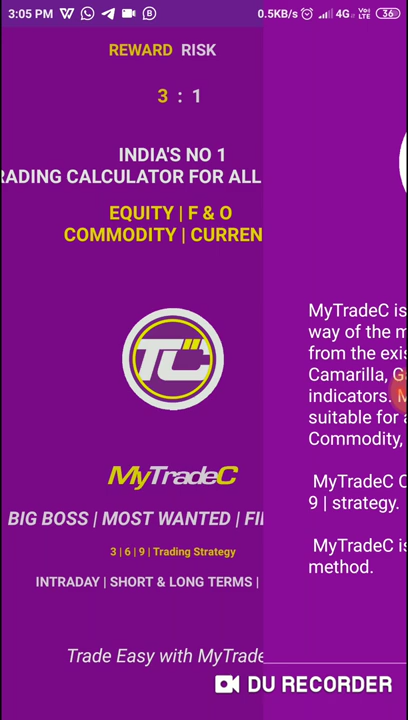 3:05 PM
0.5KB/s 4G Vo LTE 36
REWARD RISK
3 : 1
INDIA'S NO 1
RADING CALCULATOR FOR ALL
EQUITY | F & O
COMMODITY | CURREN
TC
MyTradeC
BIG BOSS | MOST WANTED | FI
3 | 6 | 9 | Trading Strategy
INTRADAY | SHORT & LONG TERMS |
Trade Easy with MyTrade
MyTradeC is
way of the m
from the exis
Camarilla, G
indicators. M
suitable for a
Commodity,
MyTradeC C
9 | strategy.
MyTradeC is
method.
DU RECORDER